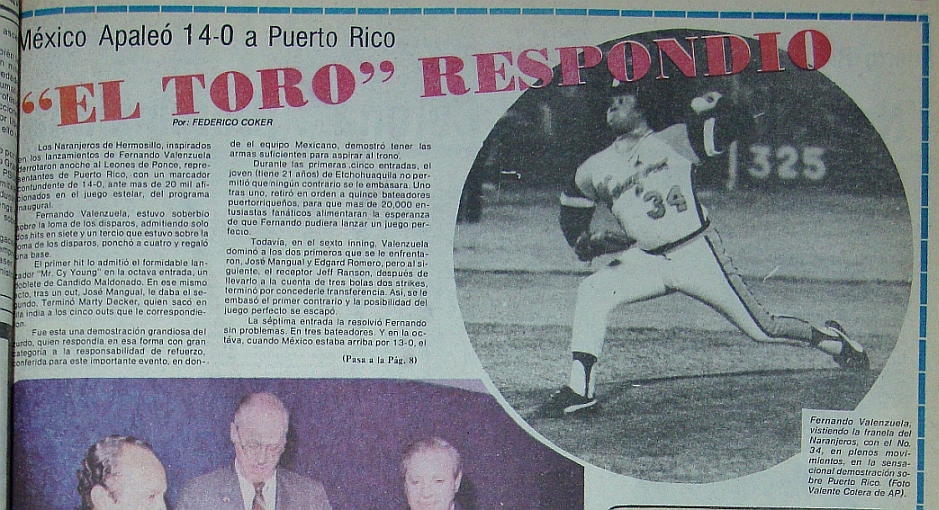 México Apaleó 14-0 a Puerto Rico
"EL TORO" RESPONDIO
Por: FEDERICO COKER
Los Naranjeros de Hermosillo, inspirados
en los lanzamientos de Fernando Valenzuela
derrotaron anoche al Leones de Ponce, repre-
sentantes de Puerto Rico, con un marcador
contundente de 14-0, ante mas de 20 mil afi-
cionados en el juego estelar, del programa
inaugural.
Fernando Valenzuela, estuvo soberbio
sobre la loma de los disparos, admitiendo solo
dos hits en siete y un tercio que estuvo sobre la
loma de los disparos, ponchó a cuatro y regaló
una base.
El primer hit lo admitió el formidable lan-
zador "Mr. Cy Young" en la octava entrada, un
doblete de Candido Maldonado. En ese mismo
acto, tras un out, José Mangual, le daba el se-
gundo. Terminó Marty Decker, quien sacó en
fila india a los cinco outs que le correspondie-
ron.
Fue esta una demostración grandiosa del
zurdo, quien respondía en esa forma con gran
categoría a la responsabilidad de refuerzo,
conferida para este importante evento, en don-
de el equipo Mexicano, demostró tener las
armas suficientes para aspirar al trono.
Durante las primeras cinco entradas, el
joven (tiene 21 años) de Etchohuaquila no per-
mitió que ningún contrario se le embasara. Uno
tras uno, retiró en orden a quince bateadores
puertorriqueños, para que mas de 20,000 en-
tusiastas fanáticos alimentaran la esperanza
de que Fernando pudiera lanzar un juego per-
fecto.
Todavía, en el sexto inning, Valenzuela
dominó a los dos primeros que se le enfrenta-
ron, José Mangual y Edgard Romero, pero al si-
guiente, el receptor Jeff Ranson, después de
llevarlo a la cuenta de tres bolas dos strikes,
terminó por concederle transferencia. Así, se le
embasó el primer contrario y la posibilidad del
juego perfecto se escapó.
La séptima entrada la resolvió Fernando
sin problemas. En tres bateadores. Y en la oc-
tava, cuando México estaba arriba por 13-0, el
(Pasa a la Pág. 8)
325
34
Fernando Valenzuela,
vistiendo la franela del
Naranjeros, con el No.
34, en plenos movi-
mientos, en la sensa-
cional demostración so-
bre Puerto Rico. (Foto
Valente Cotera de AP).